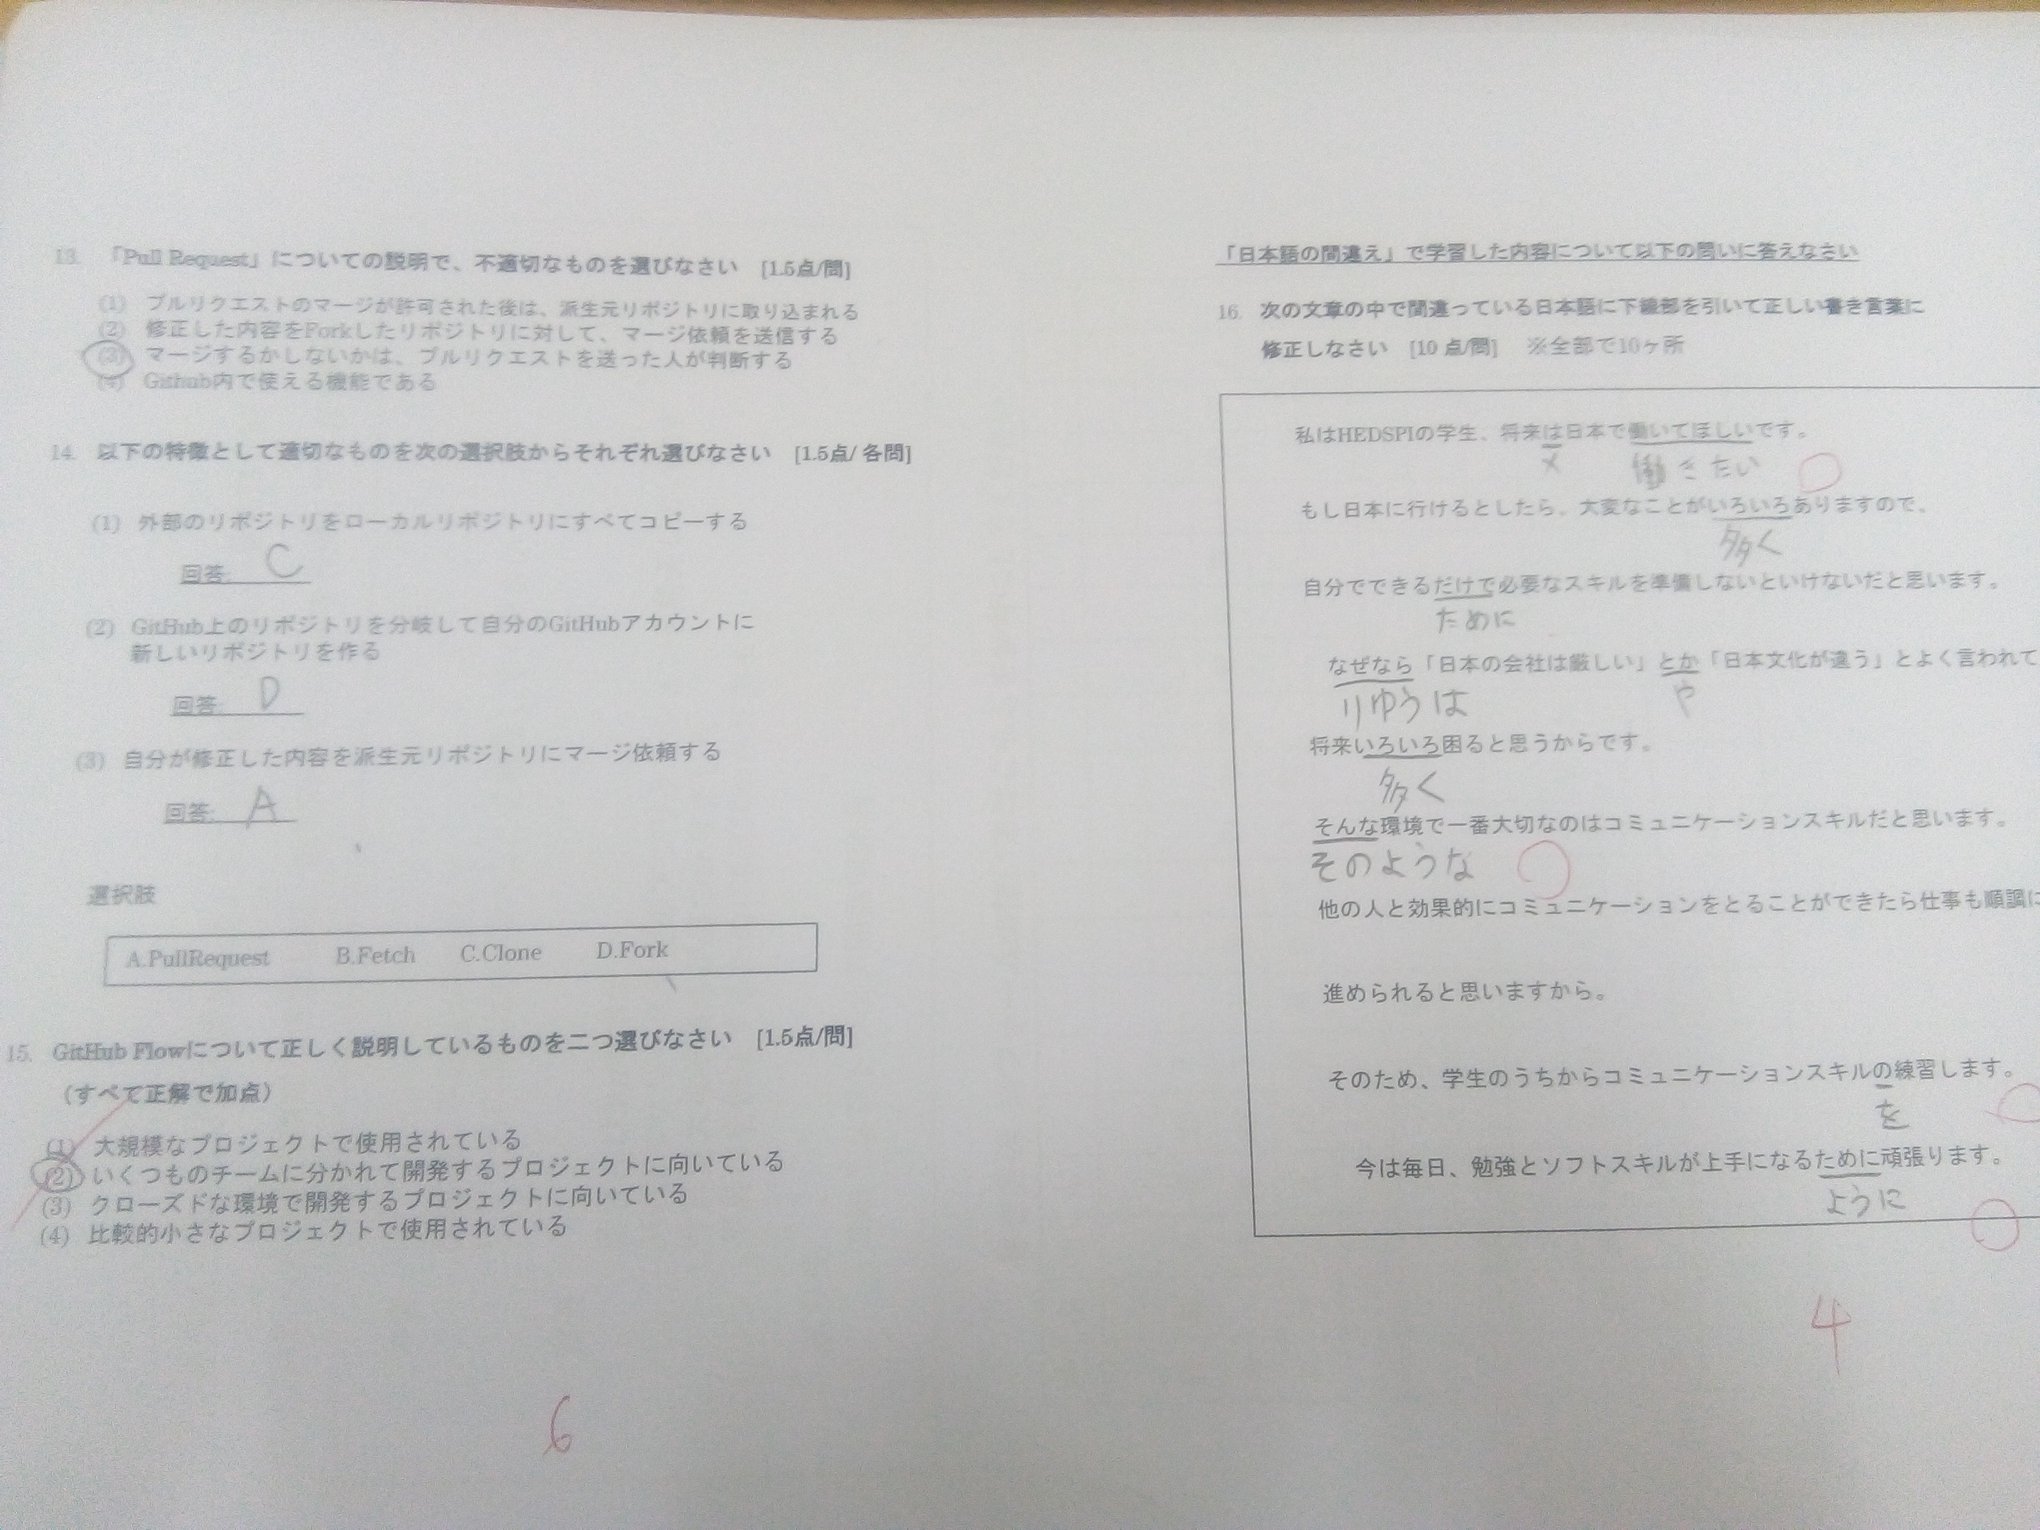 13. 「Pull Request」についての説明で、不適切なものを選びなさい [1.5点/問]
(1) プルリクエストのマージが許可された後は、派生元リポジトリに取り込まれる
(2) 修正した内容をForkしたリポジトリに対して、マージ依頼を送信する
(3) マージするかしないかは、プルリクエストを送った人が判断する
(4) Github内で使える機能である
14. 以下の特徴として適切なものを次の選択肢からそれぞれ選びなさい [1.5点/各問]
(1) 外部のリポジトリをローカルリポジトリにすべてコピーする
回答: C
(2) GitHub上のリポジトリを分岐して自分のGitHubアカウントに
新しいリポジトリを作る
回答: D
(3) 自分が修正した内容を派生元リポジトリにマージ依頼する
回答: A
選択肢
A.PullRequest B.Fetch C.Clone D.Fork
15. GitHub Flowについて正しく説明しているものを二つ選びなさい [1.5点/問]
(すべて正解で加点)
(1) 大規模なプロジェクトで使用されている
(2) いくつものチームに分かれて開発するプロジェクトに向いている
(3) クローズドな環境で開発するプロジェクトに向いている
(4) 比較的小さなプロジェクトで使用されている
6
「日本語の間違え」で学習した内容について以下の問いに答えなさい
16. 次の文章の中で間違っている日本語に下線部を引いて正しい書き言葉に
修正しなさい [10点/問] ※全部で10ヶ所
私はHEDSPIの学生、将来は日本で働いてほしいです。
× 働きたい
もし日本に行けるとしたら、大変なことがいろいろありますので、
多く
自分でできるだけで必要なスキルを準備しないといけないだと思います。
ために
なぜなら「日本の会社は厳しい」とか「日本文化が違う」とよく言われて
りゆうは や
将来いろいろ困ると思うからです。
多く
そんな環境で一番大切なのはコミュニケーションスキルだと思います。
そのような
他の人と効果的にコミュニケーションをとることができたら仕事も順調に
進められると思いますから。
そのため、学生のうちからコミュニケーションスキルの練習します。
を
今は毎日、勉強とソフトスキルが上手になるために頑張ります。
ように
4